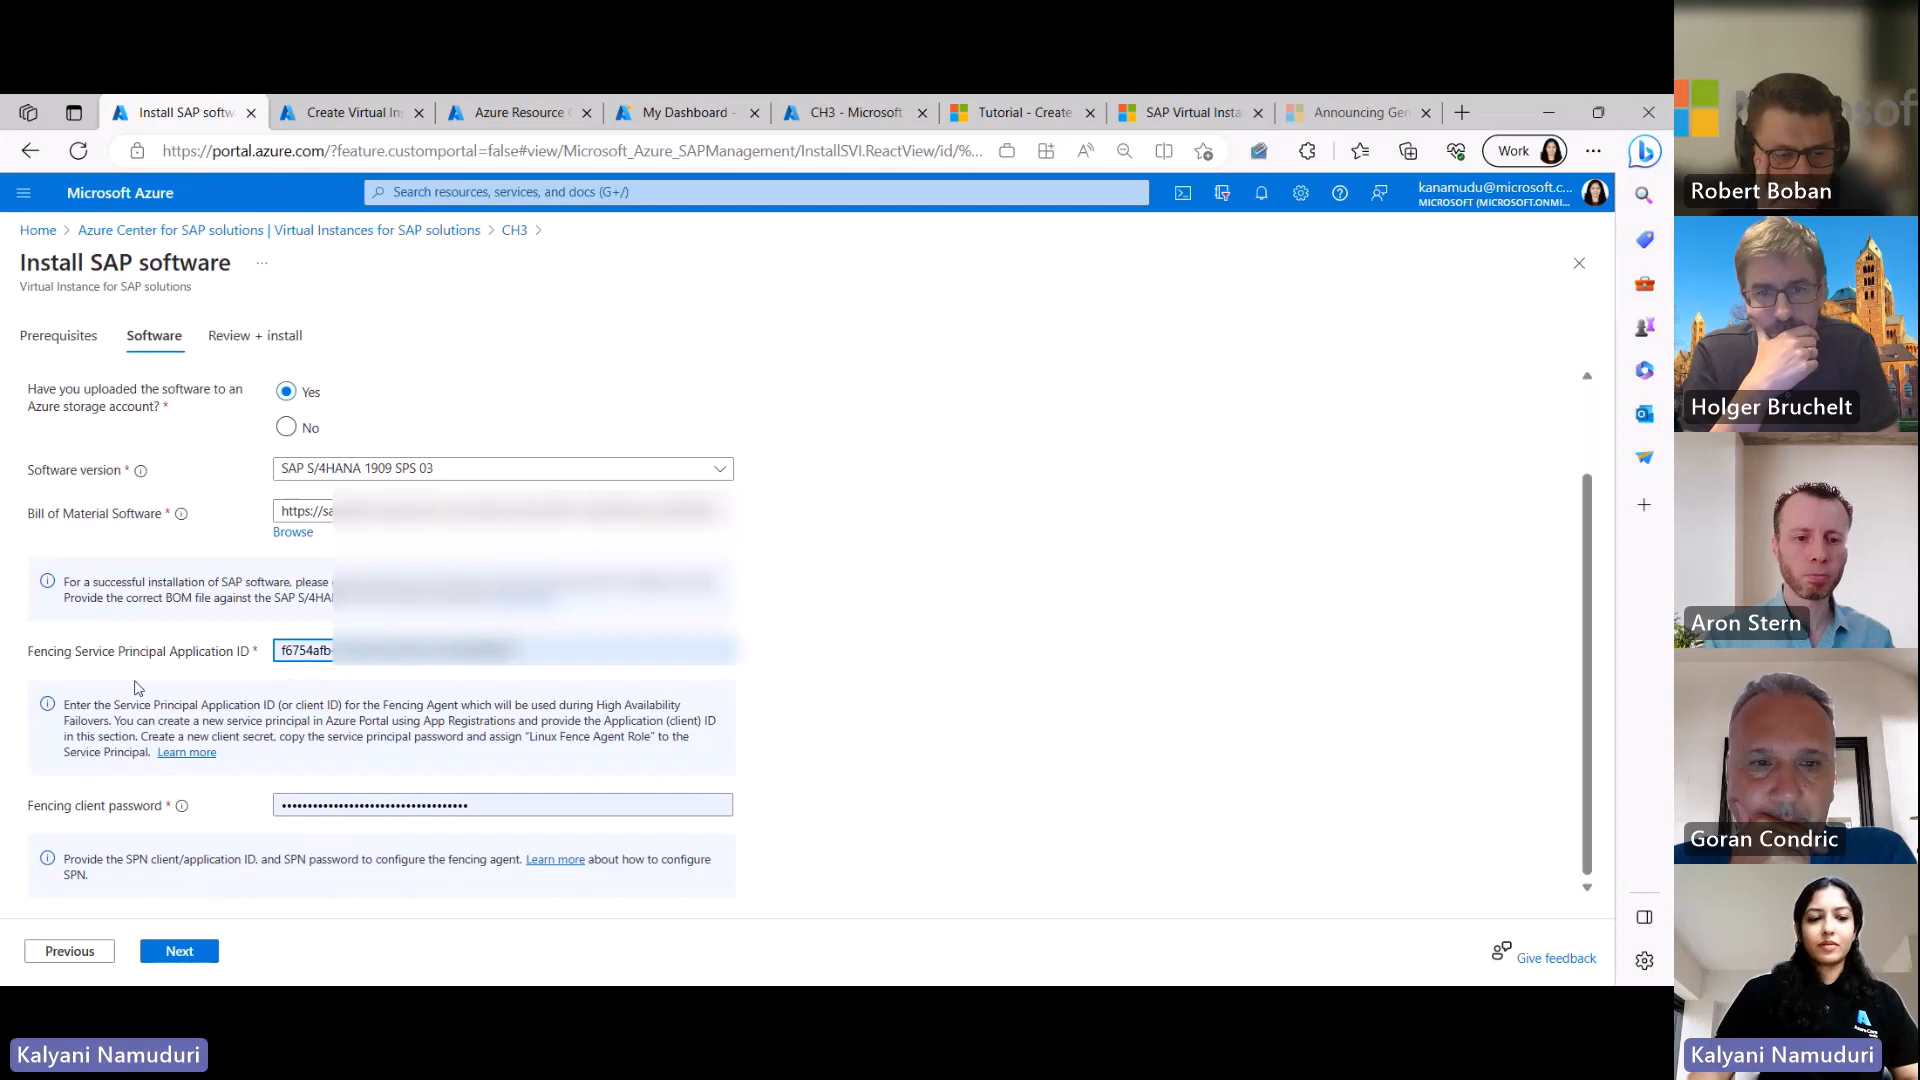 Install SAP softw
Create Virtual In
Azure Resource
My Dashboard -
CH3 - Microsoft
Tutorial - Create
SAP Virtual Insta
Announcing Gen
https://portal.azure.com/?feature.customportal=false#view/Microsoft_Azure_SAPManagement/InstallSVI.ReactView/id/%...
Work
Microsoft Azure
Search resources, services, and docs (G+/)
kanamudu@microsoft.c...
MICROSOFT (MICROSOFT.ONMI...
Home > Azure Center for SAP solutions | Virtual Instances for SAP solutions > CH3 >
Install SAP software ...
Virtual Instance for SAP solutions
Prerequisites
Software
Review + install
Have you uploaded the software to an
Azure storage account? *
Yes
No
Software version *
SAP S/4HANA 1909 SPS 03
Bill of Material Software *
https://sa
Browse
For a successful installation of SAP software, please
Provide the correct BOM file against the SAP S/4HA
Fencing Service Principal Application ID *
f6754afb-
Enter the Service Principal Application ID (or client ID) for the Fencing Agent which will be used during High Availability
Failovers. You can create a new service principal in Azure Portal using App Registrations and provide the Application (client) ID
in this section. Create a new client secret, copy the service principal password and assign "Linux Fence Agent Role" to the
Service Principal. Learn more
Fencing client password *
••••••••••••••••••••••••••••••••••••
Provide the SPN client/application ID, and SPN password to configure the fencing agent. Learn more about how to configure
SPN.
Previous
Next
Give feedback
Robert Boban
Holger Bruchelt
Aron Stern
Goran Condric
Kalyani Namuduri
Kalyani Namuduri